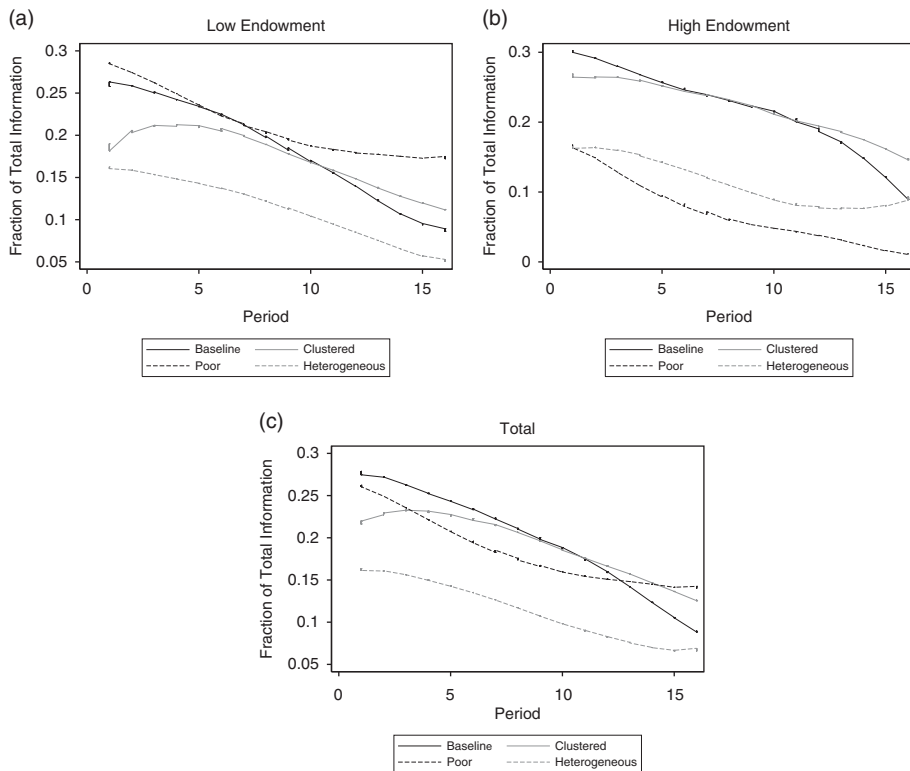 (a)
Low Endowment
Fraction of Total Information
0.3
0.25
0.2
0.15
0.1
0.05
0 5 10 15
Period
Baseline Clustered
Poor Heterogeneous
(b)
High Endowment
Fraction of Total Information
0.3
0.2
0.1
0
0 5 10 15
Period
Baseline Clustered
Poor Heterogeneous
(c)
Total
Fraction of Total Information
0.3
0.25
0.2
0.15
0.1
0.05
0 5 10 15
Period
Baseline Clustered
Poor Heterogeneous